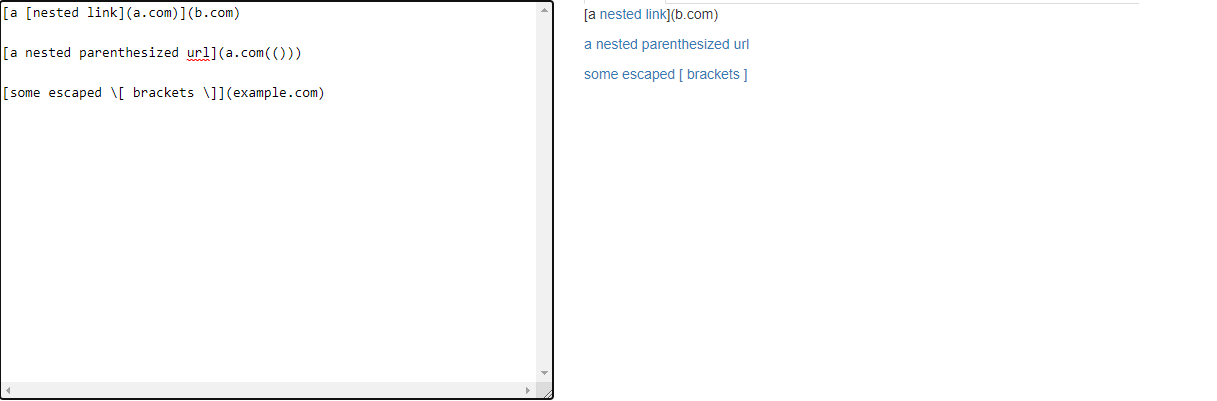 [a [nested link](a.com)](b.com)
[a nested parenthesized url](a.com(()))
[some escaped \[ brackets \]](example.com)
[a nested link](b.com)
a nested parenthesized url
some escaped [ brackets ]